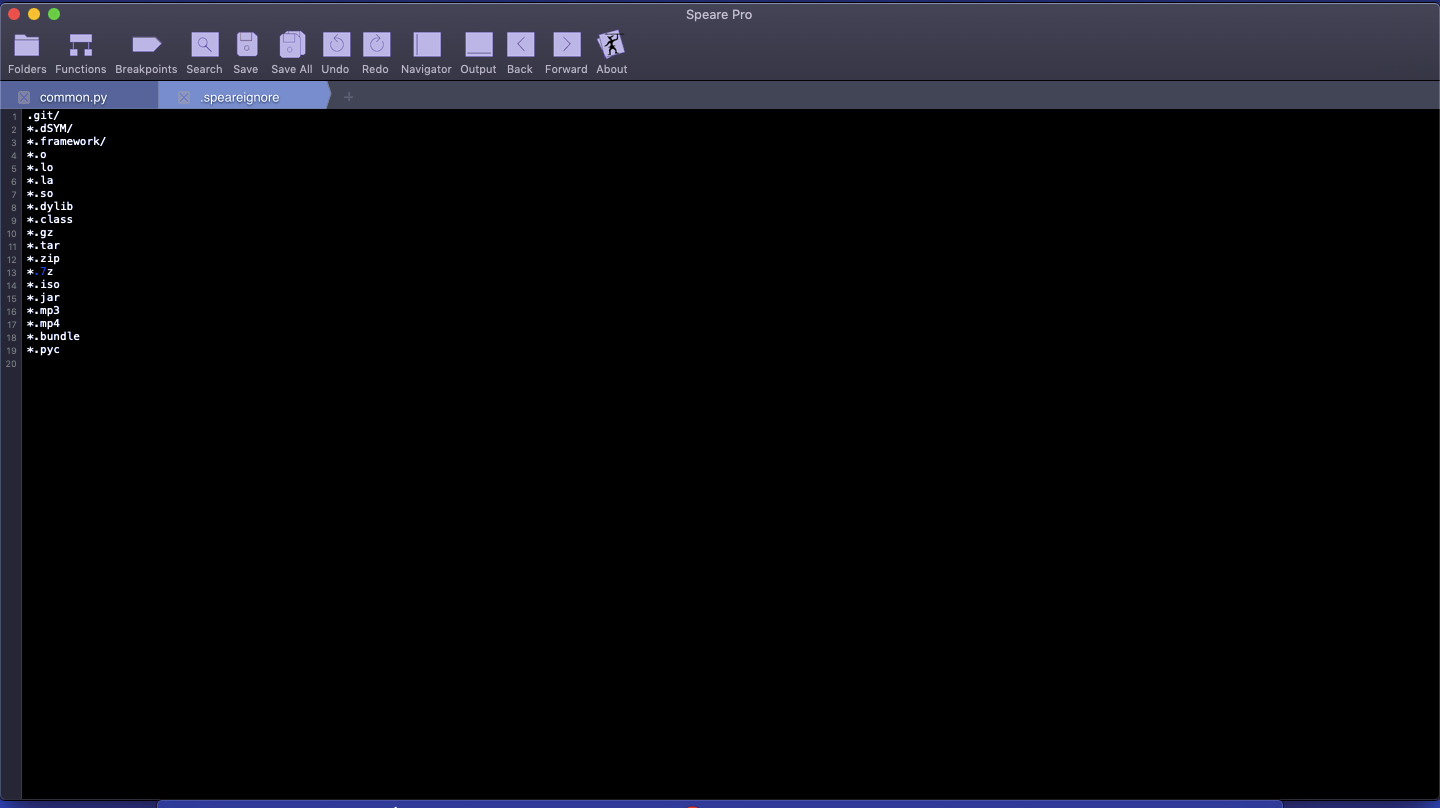 Speare Pro
Folders Functions Breakpoints Search Save Save All Undo Redo Navigator Output Back Forward About
common.py .speareignore +
1 .git/
2 *.dSYM/
3 *.framework/
4 *.o
5 *.lo
6 *.la
7 *.so
8 *.dylib
9 *.class
10 *.gz
11 *.tar
12 *.zip
13 *.7z
14 *.iso
15 *.jar
16 *.mp3
17 *.mp4
18 *.bundle
19 *.pyc
20